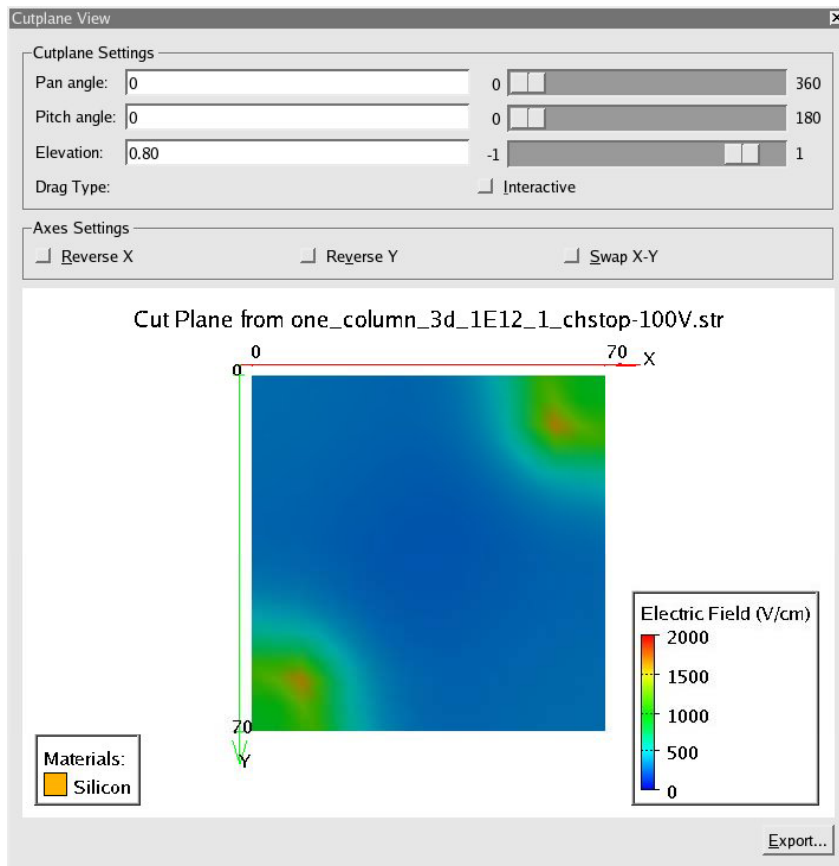 Cutplane View
Cutplane Settings
Pan angle: 0 0 360
Pitch angle: 0 0 180
Elevation: 0.80 -1 1
Drag Type: Interactive
Axes Settings
Reverse X Reverse Y Swap X-Y
Cut Plane from one_column_3d_1E12_1_chstop-100V.str
0 70 X
0
70
Y
Electric Field (V/cm)
2000
1500
1000
500
0
Materials:
Silicon
Export...